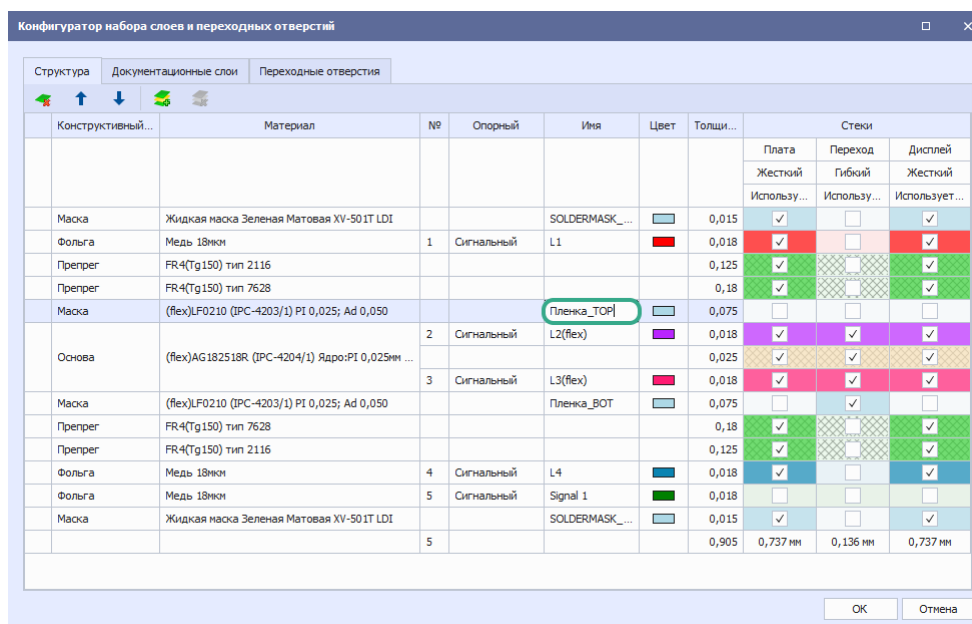 Конфигуратор набора слоев и переходных отверстий
Структура Документационные слои Переходные отверстия
Конструктивный... Материал № Опорный Имя Цвет Толщи... Стеки
Плата Переход Дисплей
Жесткий Гибкий Жесткий
Использу... Использу... Используeт...
Маска Жидкая маска Зеленая Матовая XV-501T LDI SOLDERMASK_... 0,015
Фольга Медь 18мкм 1 Сигнальный L1 0,018
Препрег FR4(Tg150) тип 2116 0,125
Препрег FR4(Tg150) тип 7628 0,18
Маска (flex)LF0210 (IPC-4203/1) PI 0,025; Ad 0,050 Пленка_TOP 0,075
2 Сигнальный L2(flex) 0,018
Основа (flex)AG182518R (IPC-4204/1) Ядро:PI 0,025мм ... 0,025
3 Сигнальный L3(flex) 0,018
Маска (flex)LF0210 (IPC-4203/1) PI 0,025; Ad 0,050 Пленка_BOT 0,075
Препрег FR4(Tg150) тип 7628 0,18
Препрег FR4(Tg150) тип 2116 0,125
Фольга Медь 18мкм 4 Сигнальный L4 0,018
Фольга Медь 18мкм 5 Сигнальный Signal 1 0,018
Маска Жидкая маска Зеленая Матовая XV-501T LDI SOLDERMASK_... 0,015
5 0,905 0,737 мм 0,136 мм 0,737 мм
OK Отмена